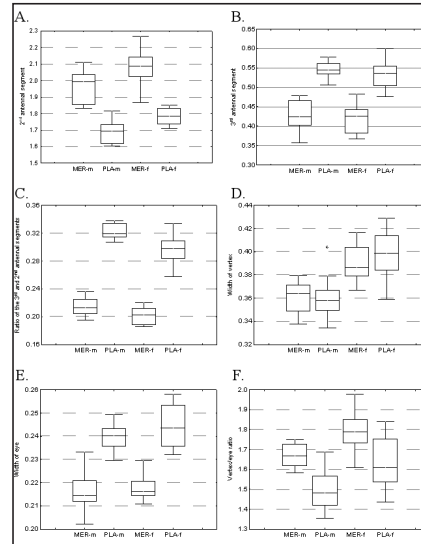 A.
2nd antennal segment
2.3
2.2
2.1
2.0
1.9
1.8
1.7
1.6
1.5
MER-m PLA-m MER-f PLA-f
B.
3rd antennal segment
0.65
0.60
0.55
0.50
0.45
0.40
0.35
0.30
MER-m PLA-m MER-f PLA-f
C.
Ratio of the 3rd and 2nd antennal segments
0.36
0.32
0.28
0.24
0.20
0.16
MER-m PLA-m MER-f PLA-f
D.
Width of vertex
0.44
0.42
0.40
0.38
0.36
0.34
0.32
MER-m PLA-m MER-f PLA-f
E.
Width of eye
0.26
0.25
0.24
0.23
0.22
0.21
0.20
MER-m PLA-m MER-f PLA-f
F.
Vertex/eye ratio
2.0
1.9
1.8
1.7
1.6
1.5
1.4
1.3
MER-m PLA-m MER-f PLA-f